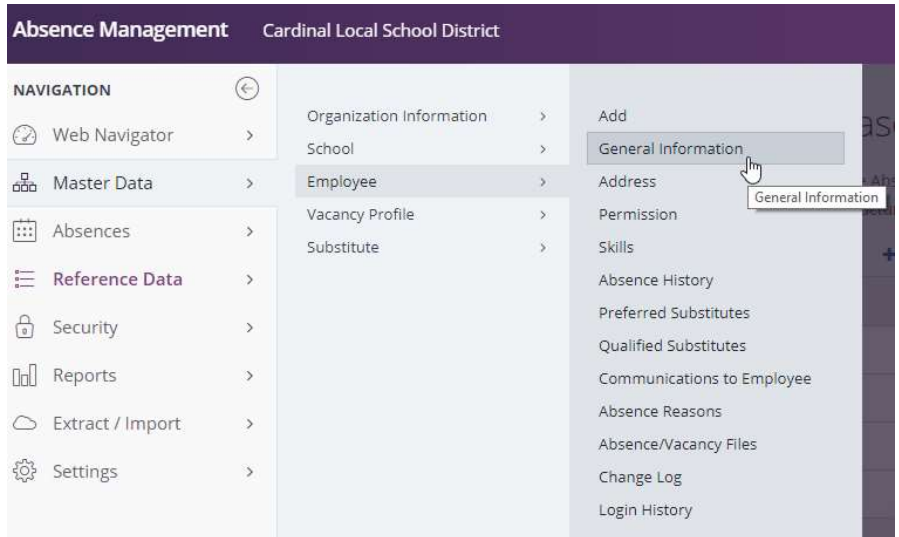 Absence Management Cardinal Local School District
NAVIGATION
Web Navigator
Master Data
Absences
Reference Data
Security
Reports
Extract / Import
Settings
Organization Information
School
Employee
Vacancy Profile
Substitute
Add
General Information
Address
General Information
Permission
Skills
Absence History
Preferred Substitutes
Qualified Substitutes
Communications to Employee
Absence Reasons
Absence/Vacancy Files
Change Log
Login History